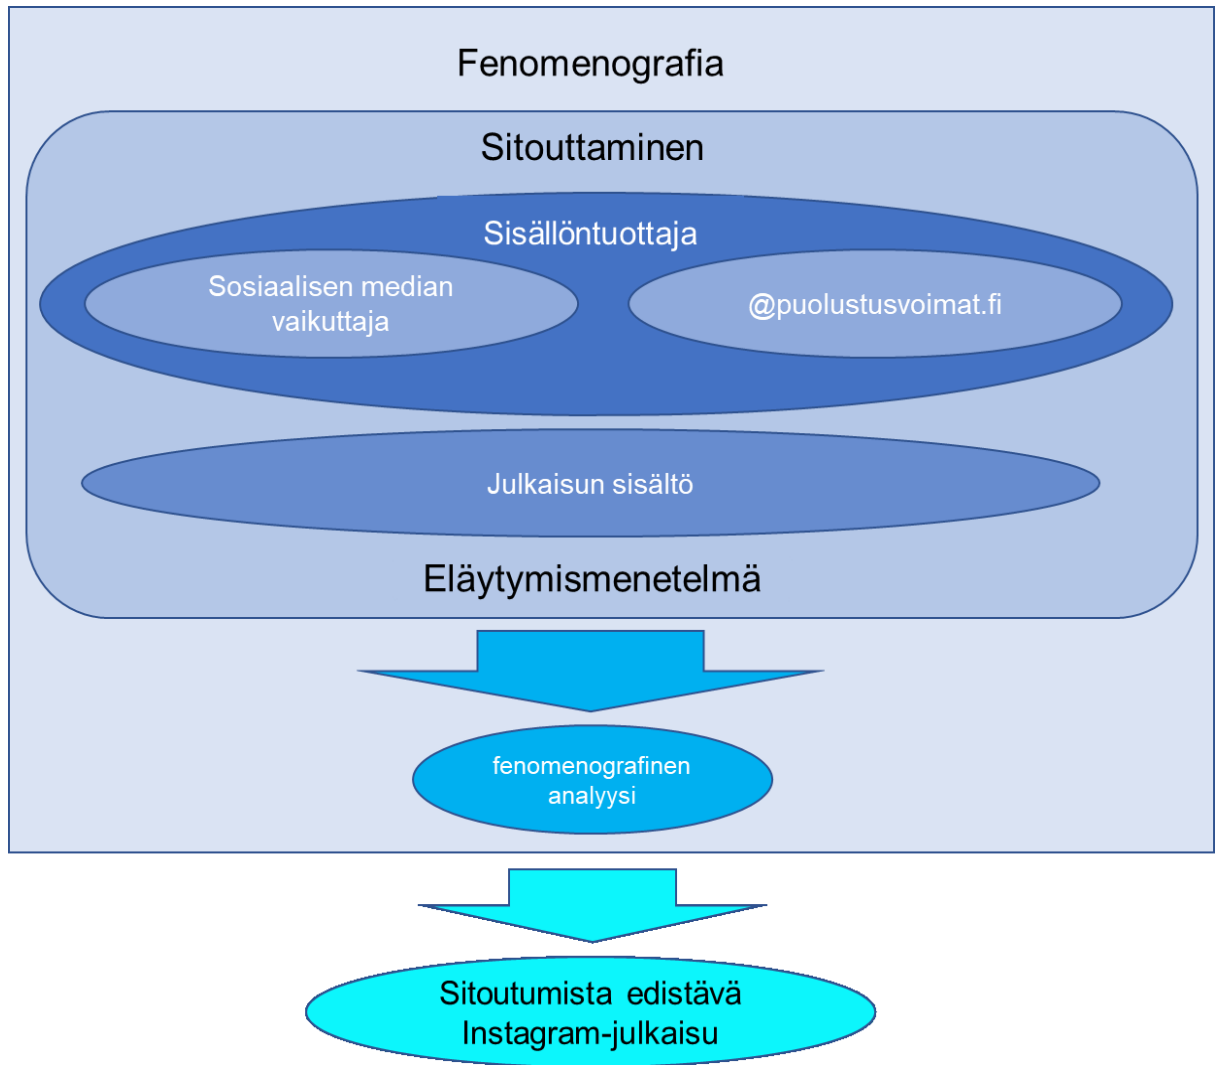 Fenomenografia
Sitouttaminen
Sisällöntuottaja
Sosiaalisen median
vaikuttaja
@puolustusvoimat.fi
Julkaisun sisältö
Eläytymismenetelmä
fenomenografinen
analyysi
Sitoutumista edistävä
Instagram-julkaisu